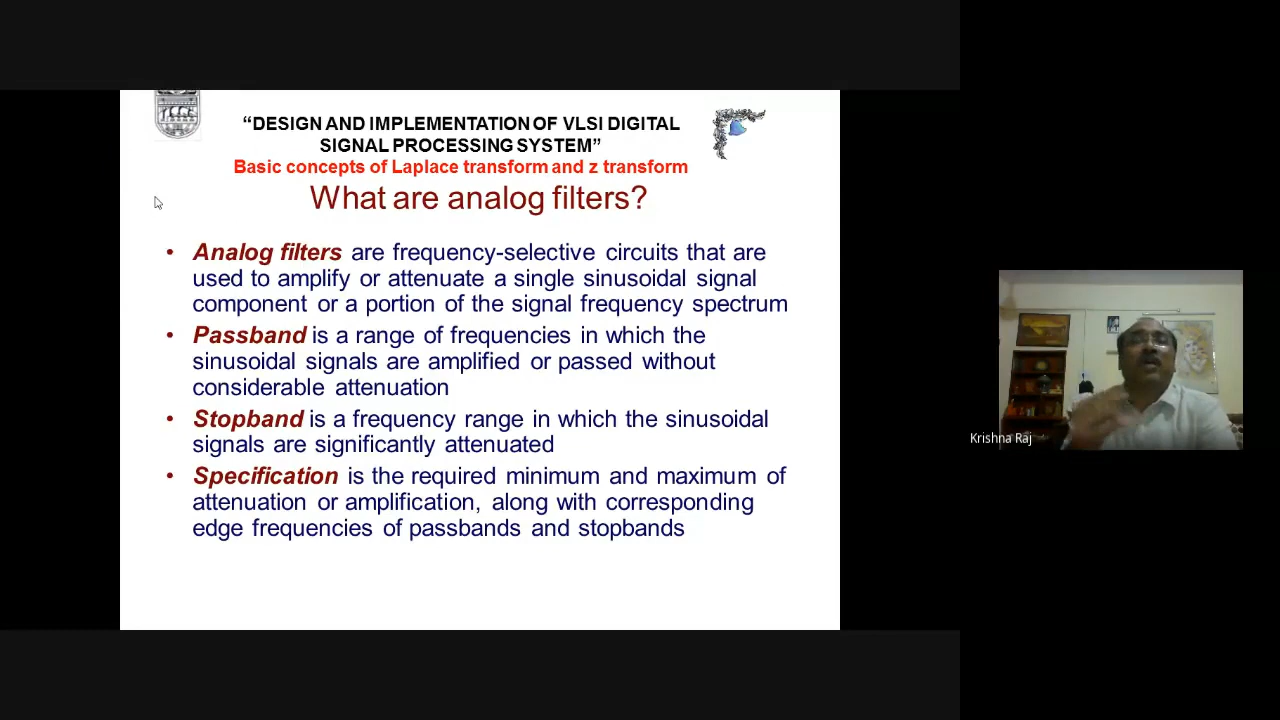 “DESIGN AND IMPLEMENTATION OF VLSI DIGITAL
SIGNAL PROCESSING SYSTEM”
Basic concepts of Laplace transform and z transform
What are analog filters?
• Analog filters are frequency-selective circuits that are
used to amplify or attenuate a single sinusoidal signal
component or a portion of the signal frequency spectrum
• Passband is a range of frequencies in which the
sinusoidal signals are amplified or passed without
considerable attenuation
• Stopband is a frequency range in which the sinusoidal
signals are significantly attenuated
• Specification is the required minimum and maximum of
attenuation or amplification, along with corresponding
edge frequencies of passbands and stopbands
Krishna Raj